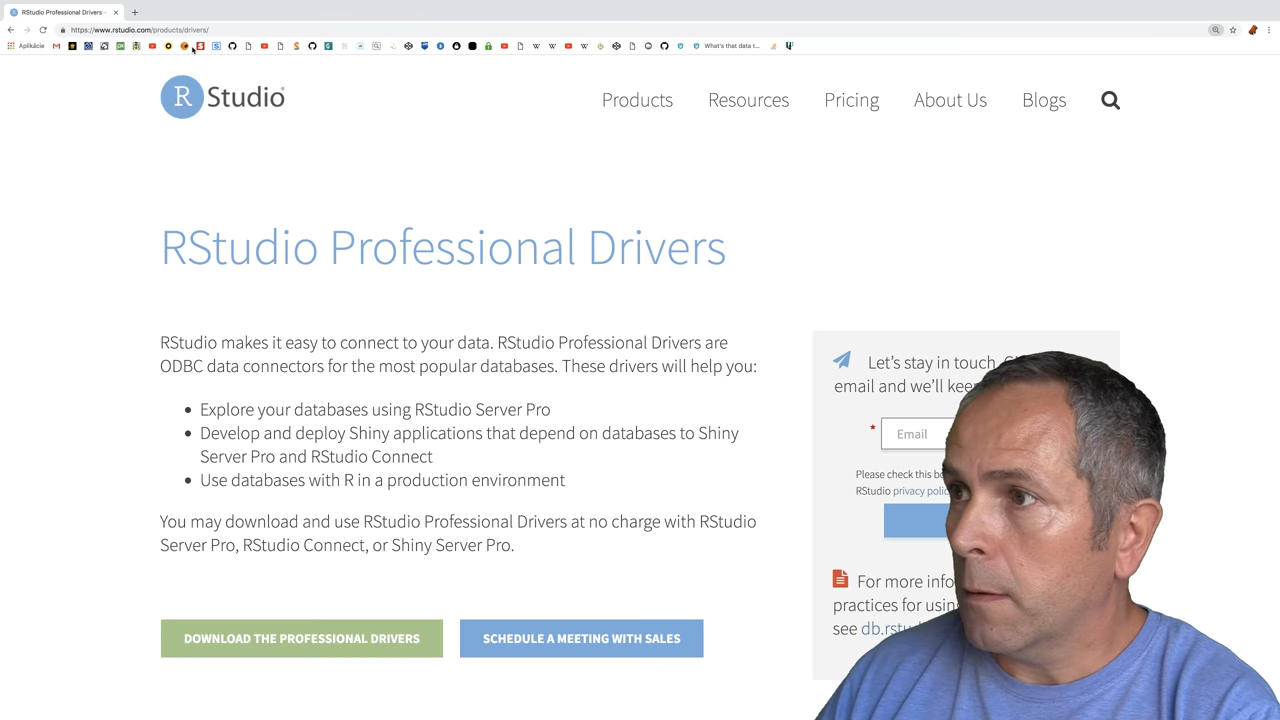 RStudio Professional Drivers -
https://www.rstudio.com/products/drivers/
Aplikácie
What's that data t...
R Studio
Products
Resources
Pricing
About Us
Blogs
RStudio Professional Drivers
RStudio makes it easy to connect to your data. RStudio Professional Drivers are
ODBC data connectors for the most popular databases. These drivers will help you:
Explore your databases using RStudio Server Pro
Develop and deploy Shiny applications that depend on databases to Shiny
Server Pro and RStudio Connect
Use databases with R in a production environment
You may download and use RStudio Professional Drivers at no charge with RStudio
Server Pro, RStudio Connect, or Shiny Server Pro.
DOWNLOAD THE PROFESSIONAL DRIVERS
SCHEDULE A MEETING WITH SALES
Let's stay in touch.
email and we'll
* Email
Please check this
RStudio privacy
For more
practices for
see